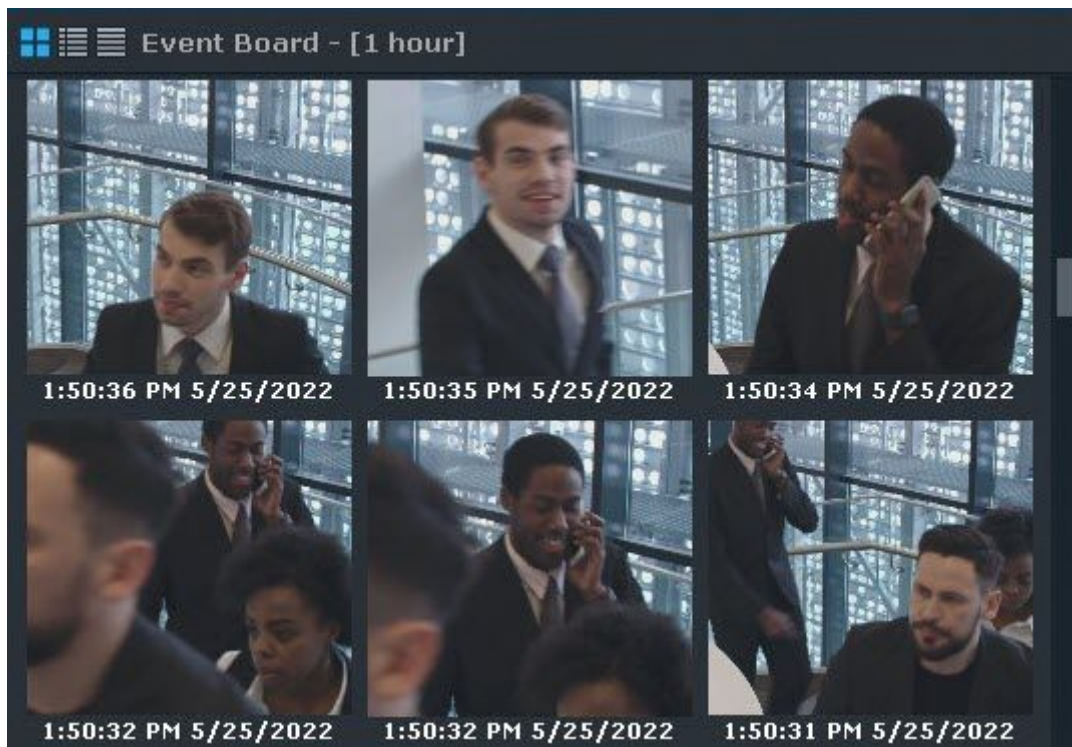 Event Board - [1 hour]
1:50:36 PM 5/25/2022
1:50:35 PM 5/25/2022
1:50:34 PM 5/25/2022
1:50:32 PM 5/25/2022
1:50:32 PM 5/25/2022
1:50:31 PM 5/25/2022